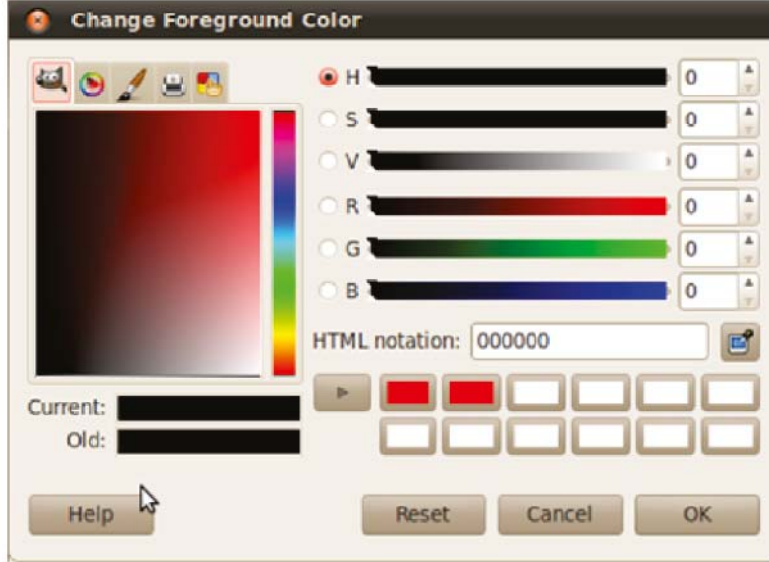 Change Foreground Color
H 0
S 0
V 0
R 0
G 0
B 0
HTML notation: 000000
Current:
Old:
Help Reset Cancel OK